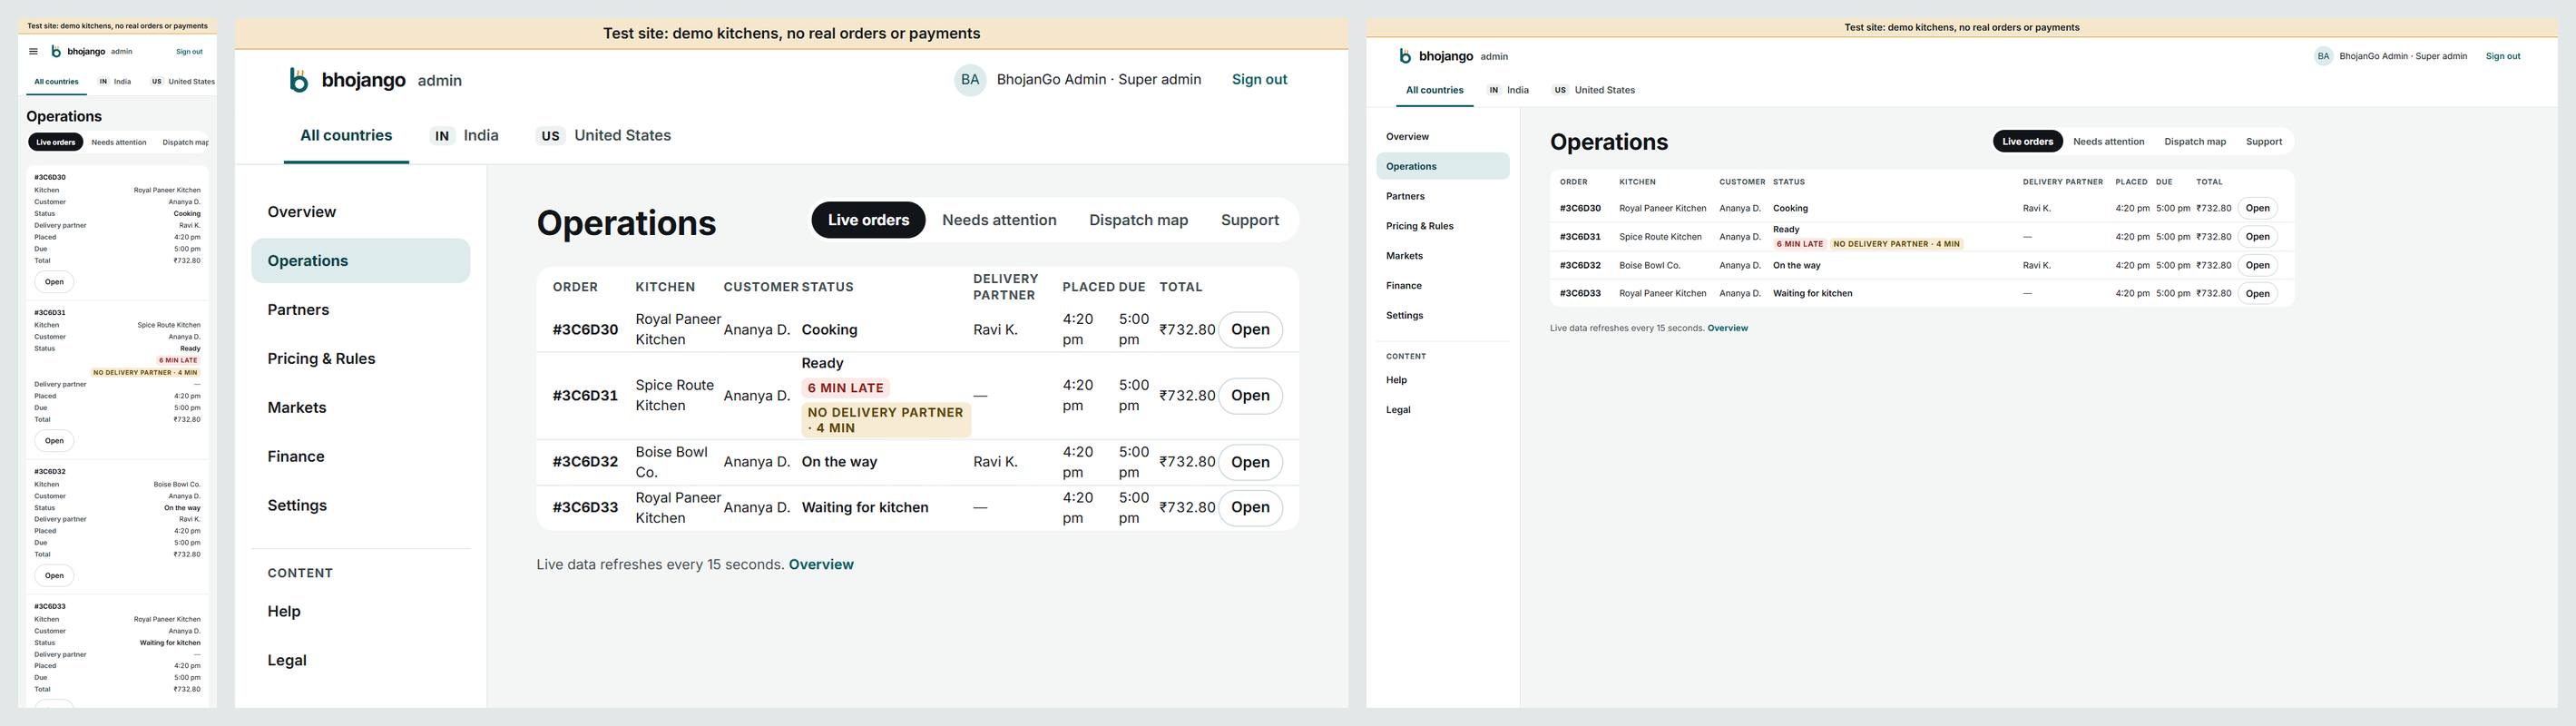 Test site: demo kitchens, no real orders or payments
bhojango admin Sign out
All countries IN India US United States
Operations
Live orders Needs attention Dispatch map
#3C6D30
Kitchen Royal Paneer Kitchen
Customer Ananya D.
Status Cooking
Delivery partner Ravi K.
Placed 4:20 pm
Due 5:00 pm
Total ₹732.80
Open
#3C6D31
Kitchen Spice Route Kitchen
Customer Ananya D.
Status Ready
6 MIN LATE
NO DELIVERY PARTNER · 4 MIN
Delivery partner —
Placed 4:20 pm
Due 5:00 pm
Total ₹732.80
Open
#3C6D32
Kitchen Boise Bowl Co.
Customer Ananya D.
Status On the way
Delivery partner Ravi K.
Placed 4:20 pm
Due 5:00 pm
Total ₹732.80
Open
#3C6D33
Kitchen Royal Paneer Kitchen
Customer Ananya D.
Status Waiting for kitchen
Delivery partner —
Placed 4:20 pm
Due 5:00 pm
Total ₹732.80
Test site: demo kitchens, no real orders or payments
bhojango admin BA BhojanGo Admin · Super admin Sign out
All countries IN India US United States
Overview
Operations
Partners
Pricing & Rules
Markets
Finance
Settings
CONTENT
Help
Legal
Operations Live orders Needs attention Dispatch map Support
ORDER KITCHEN CUSTOMER STATUS DELIVERY PARTNER PLACED DUE TOTAL
#3C6D30 Royal Paneer Kitchen Ananya D. Cooking Ravi K. 4:20 pm 5:00 pm ₹732.80 Open
#3C6D31 Spice Route Kitchen Ananya D. Ready 6 MIN LATE NO DELIVERY PARTNER · 4 MIN — 4:20 pm 5:00 pm ₹732.80 Open
#3C6D32 Boise Bowl Co. Ananya D. On the way Ravi K. 4:20 pm 5:00 pm ₹732.80 Open
#3C6D33 Royal Paneer Kitchen Ananya D. Waiting for kitchen — 4:20 pm 5:00 pm ₹732.80 Open
Live data refreshes every 15 seconds. Overview
Test site: demo kitchens, no real orders or payments
bhojango admin BA BhojanGo Admin · Super admin Sign out
All countries IN India US United States
Overview
Operations
Partners
Pricing & Rules
Markets
Finance
Settings
CONTENT
Help
Legal
Operations Live orders Needs attention Dispatch map Support
ORDER KITCHEN CUSTOMER STATUS DELIVERY PARTNER PLACED DUE TOTAL
#3C6D30 Royal Paneer Kitchen Ananya D. Cooking Ravi K. 4:20 pm 5:00 pm ₹732.80 Open
#3C6D31 Spice Route Kitchen Ananya D. Ready 6 MIN LATE NO DELIVERY PARTNER · 4 MIN — 4:20 pm 5:00 pm ₹732.80 Open
#3C6D32 Boise Bowl Co. Ananya D. On the way Ravi K. 4:20 pm 5:00 pm ₹732.80 Open
#3C6D33 Royal Paneer Kitchen Ananya D. Waiting for kitchen — 4:20 pm 5:00 pm ₹732.80 Open
Live data refreshes every 15 seconds. Overview